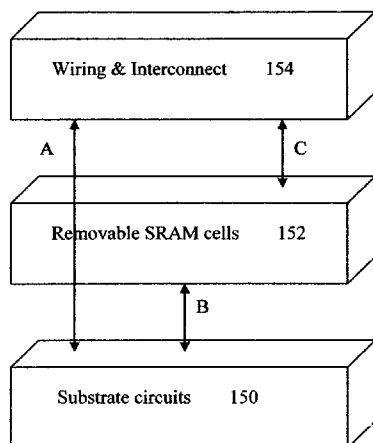 Wiring & Interconnect 154
A
C
Removable SRAM cells 152
B
Substrate circuits 150